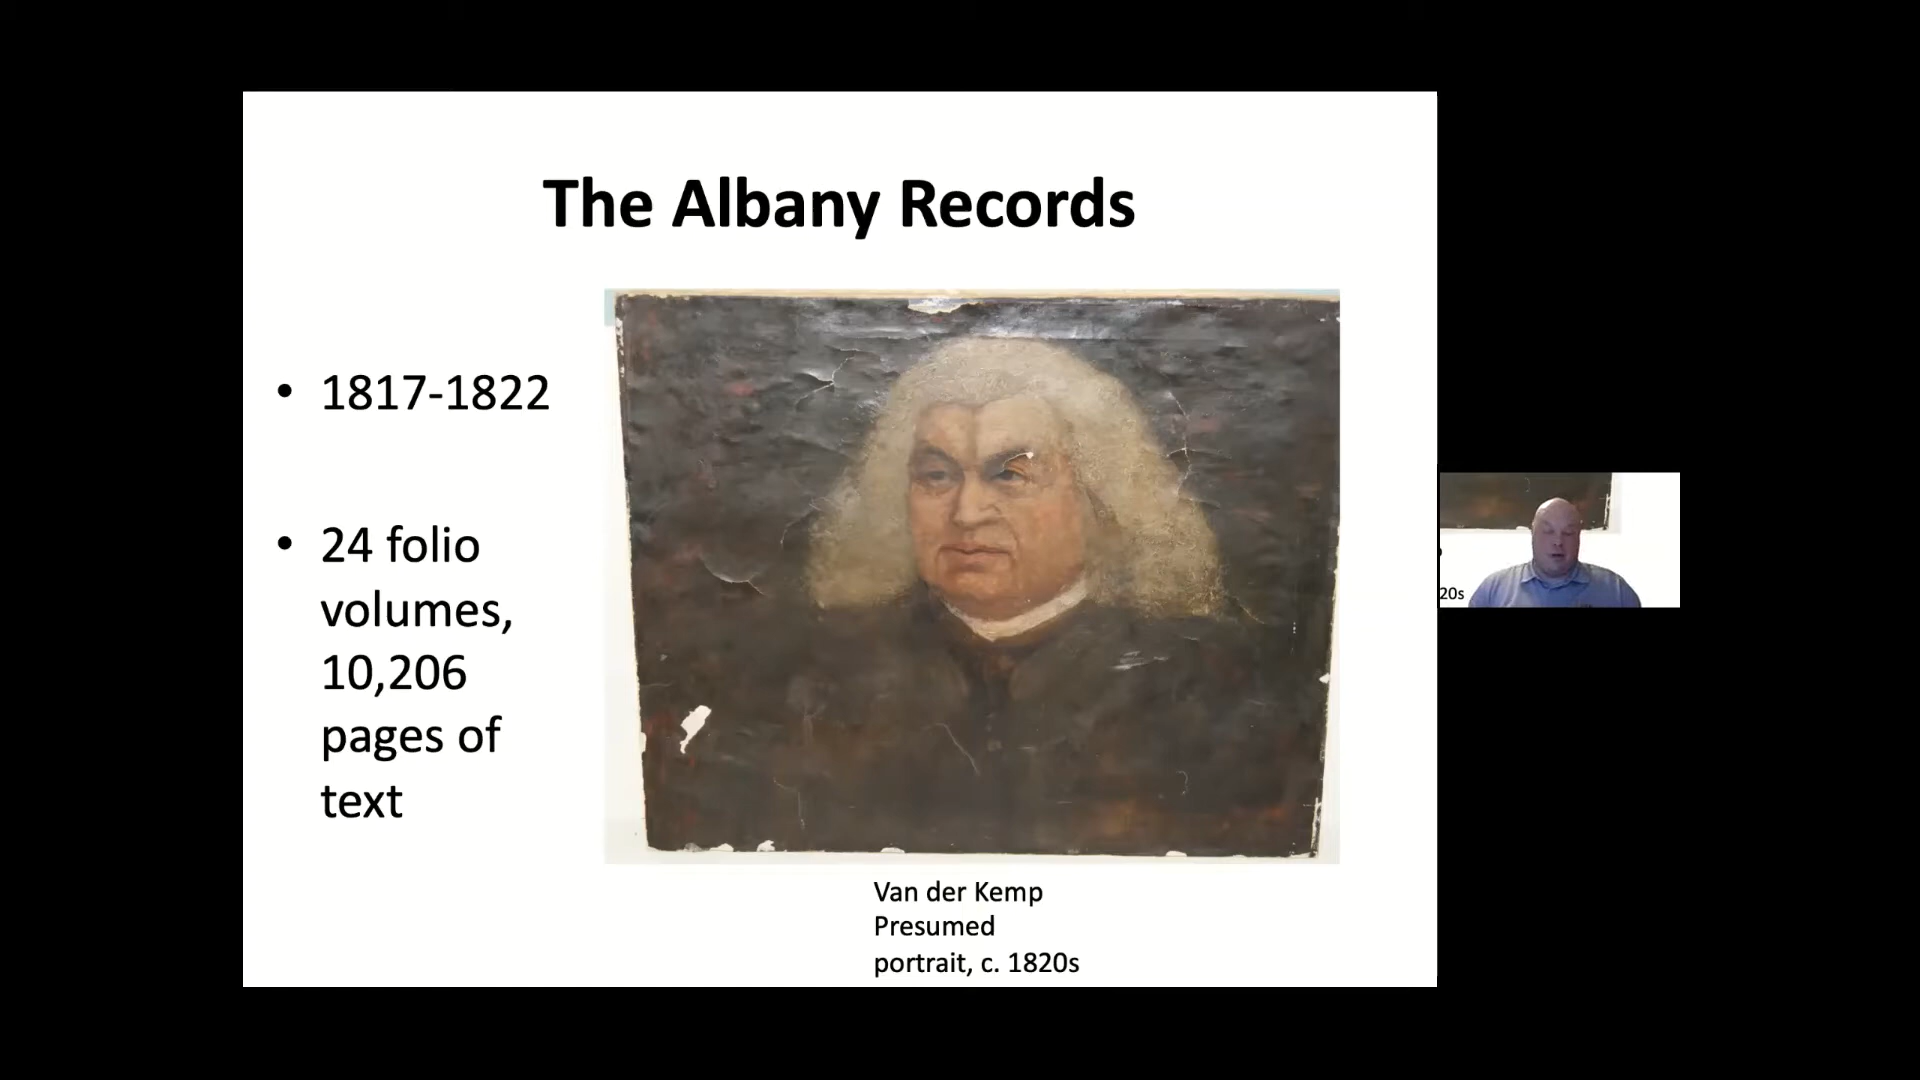 The Albany Records
• 1817-1822
• 24 folio
volumes,
10,206
pages of
text
Van der Kemp
Presumed
portrait, c. 1820s
20s